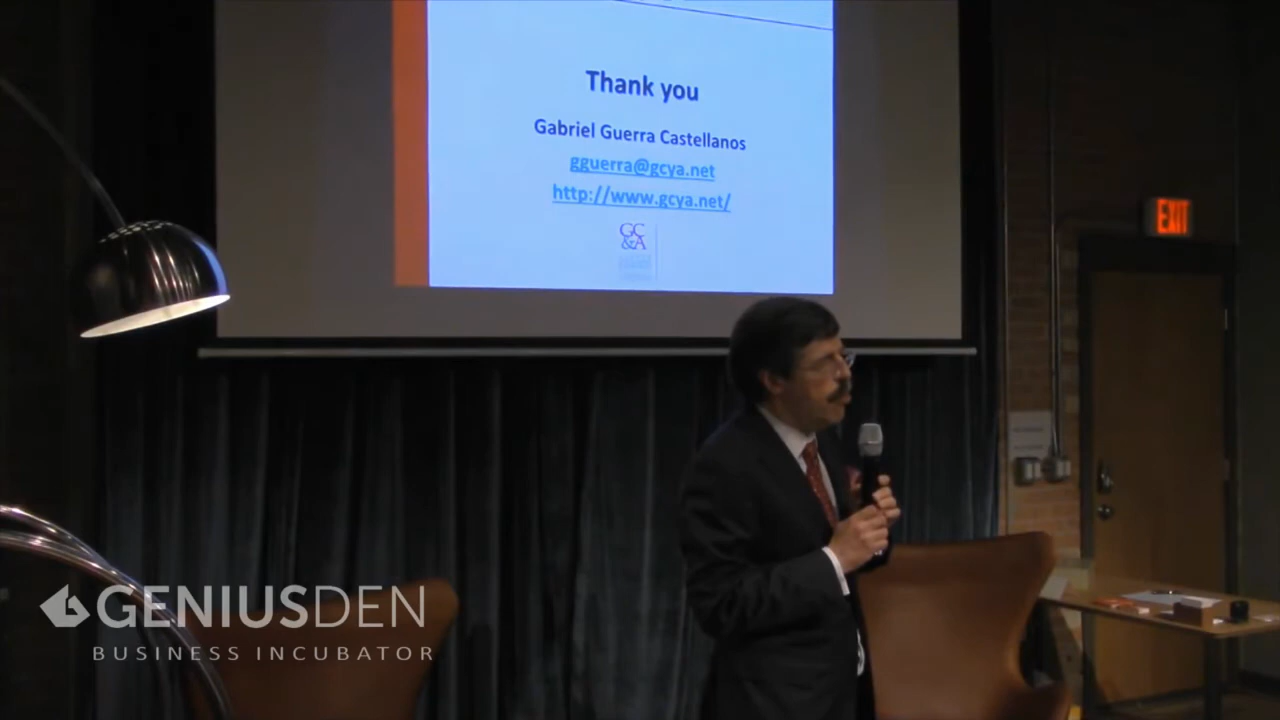 Thank you
Gabriel Guerra Castellanos
gguerra@gcya.net
http://www.gcya.net/
GC
&A
EXIT
GENIUSDEN
BUSINESS INCUBATOR